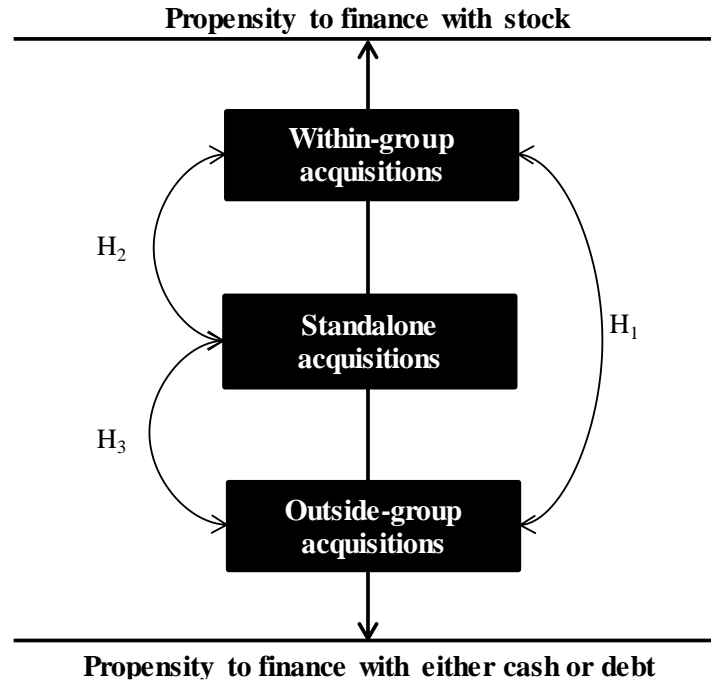 Propensity to finance with stock
Within-group
acquisitions
H₂
Standalone
acquisitions
H₁
H₃
Outside-group
acquisitions
Propensity to finance with either cash or debt